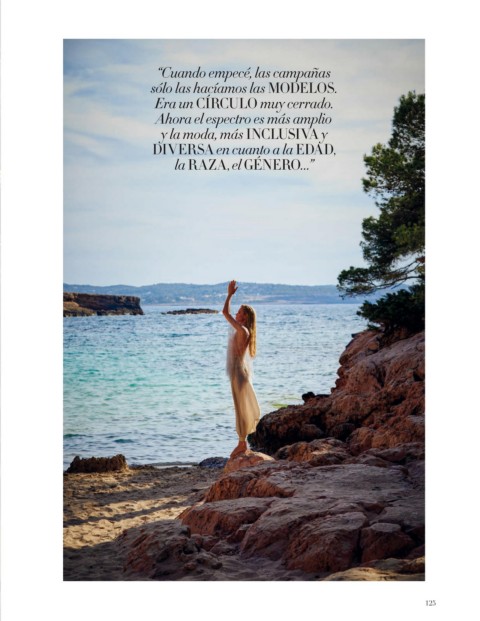 “Cuando empecé, las campañas
sólo las hacíamos las MODELOS.
Era un CÍRCULO muy cerrado.
Ahora el espectro es más amplio
y la moda, más INCLUSIVA y
DIVERSA en cuanto a la EDAD,
la RAZA, el GÉNERO...”
125